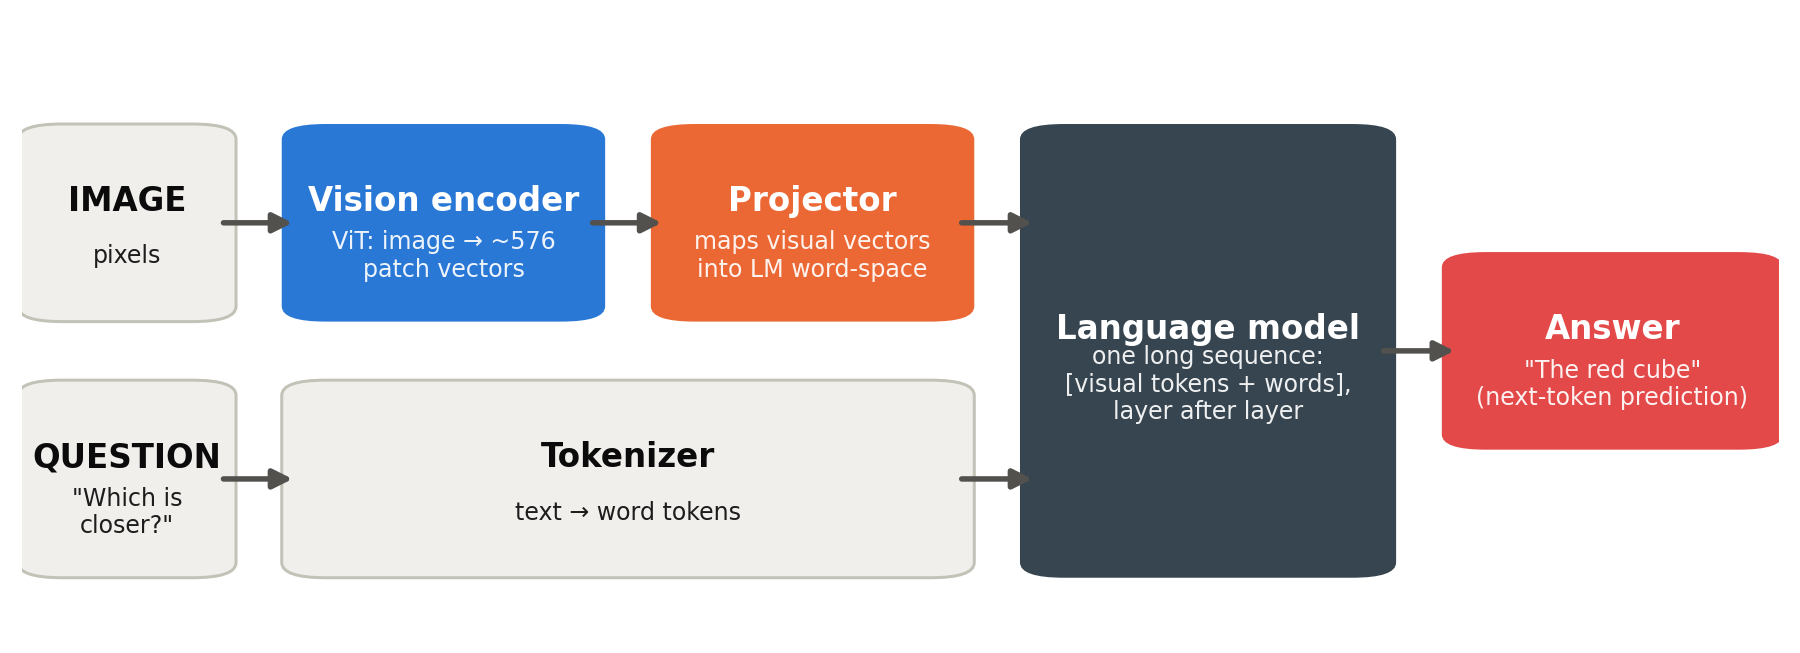 IMAGE
pixels
Vision encoder
ViT: image → ~576
patch vectors
Projector
maps visual vectors
into LM word-space
Language model
one long sequence:
[visual tokens + words],
layer after layer
Answer
"The red cube"
(next-token prediction)
QUESTION
"Which is
closer?"
Tokenizer
text → word tokens